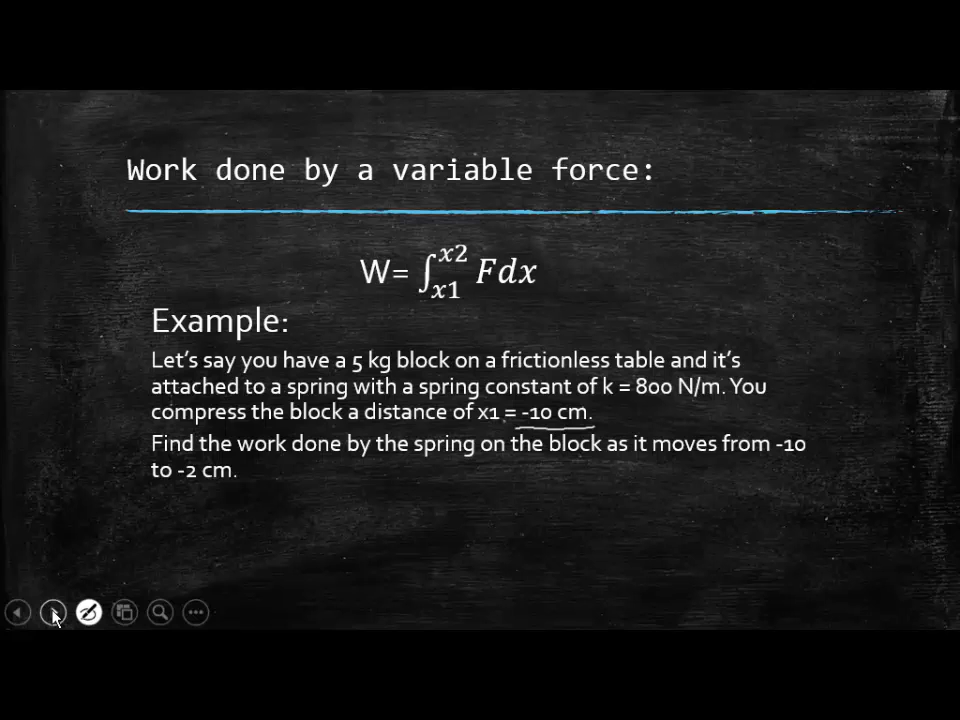 Work done by a variable force:
W= ∫_{x1}^{x2} Fdx
Example:
Let's say you have a 5 kg block on a frictionless table and it's
attached to a spring with a spring constant of k = 800 N/m. You
compress the block a distance of x1 = -10 cm.
Find the work done by the spring on the block as it moves from -10
to -2 cm.